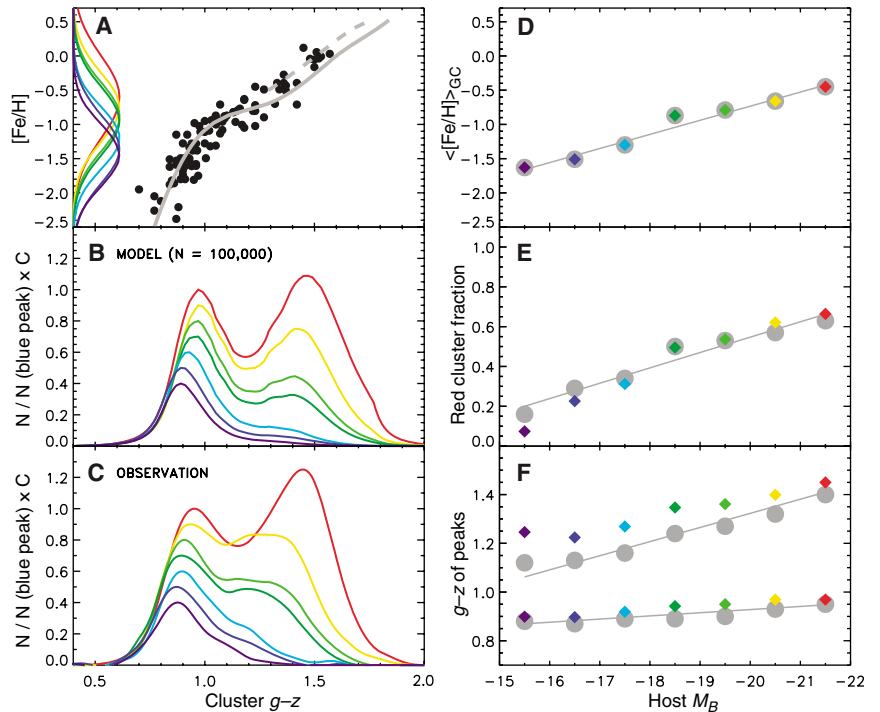 A
[Fe/H]
0.5
0.0
−0.5
−1.0
−1.5
−2.0
−2.5
B MODEL (N = 100,000)
N / N (blue peak) x C
1.2
1.0
0.8
0.6
0.4
0.2
0.0
C OBSERVATION
N / N (blue peak) x C
1.2
1.0
0.8
0.6
0.4
0.2
0.0
0.5 1.0 1.5 2.0
Cluster g–z
D
<[Fe/H]>GC
0.5
0.0
−0.5
−1.0
−1.5
−2.0
−2.5
E
Red cluster fraction
1.0
0.8
0.6
0.4
0.2
0.0
F
g–z of peaks
1.4
1.2
1.0
0.8
−15 −16 −17 −18 −19 −20 −21 −22
Host MB